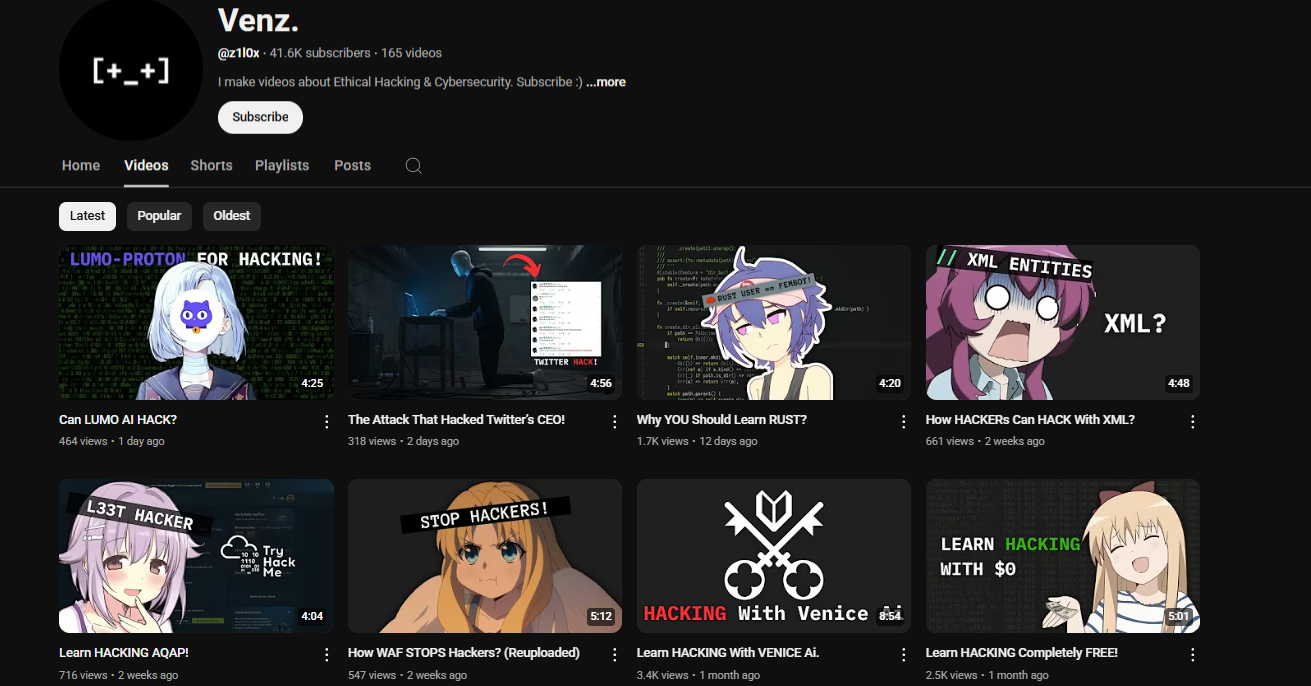 Venz.
[+_+]
@z1l0x · 41.6K subscribers · 165 videos
I make videos about Ethical Hacking & Cybersecurity. Subscribe :) ...more
Subscribe
Home Videos Shorts Playlists Posts
Latest Popular Oldest
LUMO-PROTON FOR HACKING!
4:25
Can LUMO AI HACK?
464 views · 1 day ago
TWITTER HACK!
4:56
The Attack That Hacked Twitter's CEO!
318 views · 2 days ago
RUST USER == FEMBOI!
4:20
Why YOU Should Learn RUST?
1.7K views · 12 days ago
// XML ENTITIES
XML?
4:48
How HACKERs Can HACK With XML?
661 views · 2 weeks ago
L33T HACKER
Try
Hack
Me
4:04
Learn HACKING AQAP!
716 views · 2 weeks ago
STOP HACKERS!
5:12
How WAF STOPS Hackers? (Reuploaded)
547 views · 2 weeks ago
HACKING With Venice
8:54
Learn HACKING With VENICE Ai.
3.4K views · 1 month ago
LEARN HACKING
WITH $0
5:01
Learn HACKING Completely FREE!
2.5K views · 1 month ago